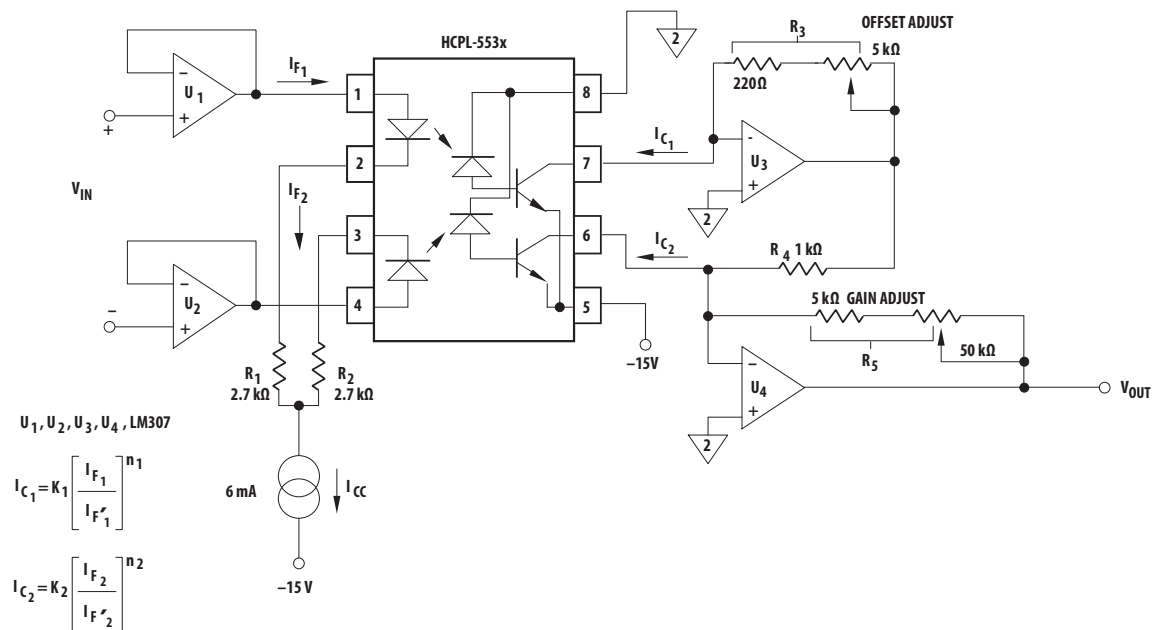 OFFSET ADJUST
HCPL-553x
2
R3
5 kΩ
220Ω
IF1
1
8
−
U1
+
+
IC1
-
U3
+
2
2
7
VIN
IF2
3
6
IC2
R4 1 kΩ
−
U2
+
−
4
5
−15V
5 kΩ GAIN ADJUST
R5
50 kΩ
R1
2.7 kΩ
R2
2.7 kΩ
−
U4
+
2
VOUT
U1, U2, U3, U4, LM307
IC1 = K1 [IF1 / IF′1]n1
6 mA
ICC
−15 V
IC2 = K2 [IF2 / IF′2]n2